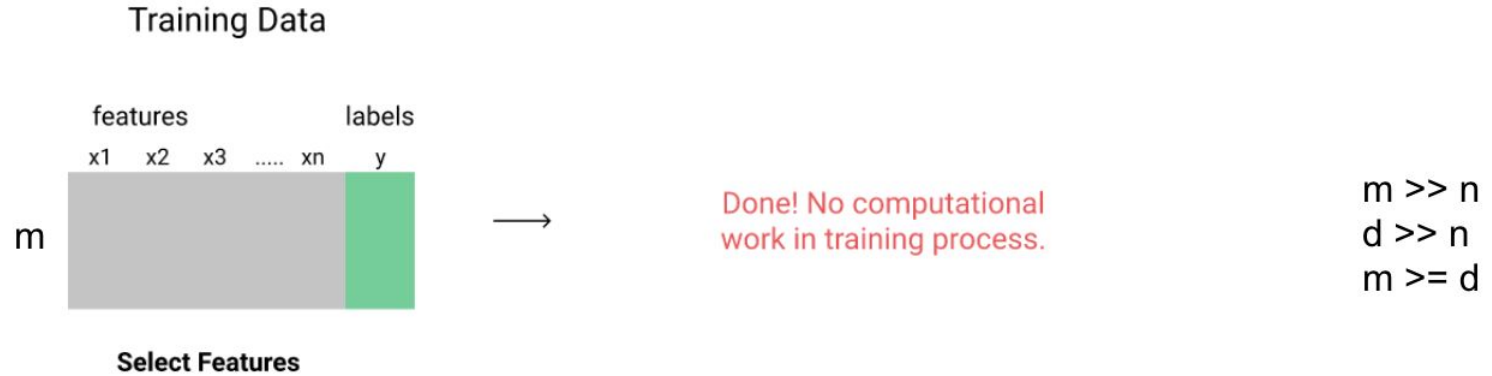 Training Data
features labels
x1 x2 x3 ..... xn y
m
Done! No computational
work in training process.
m >> n
d >> n
m >= d
Select Features